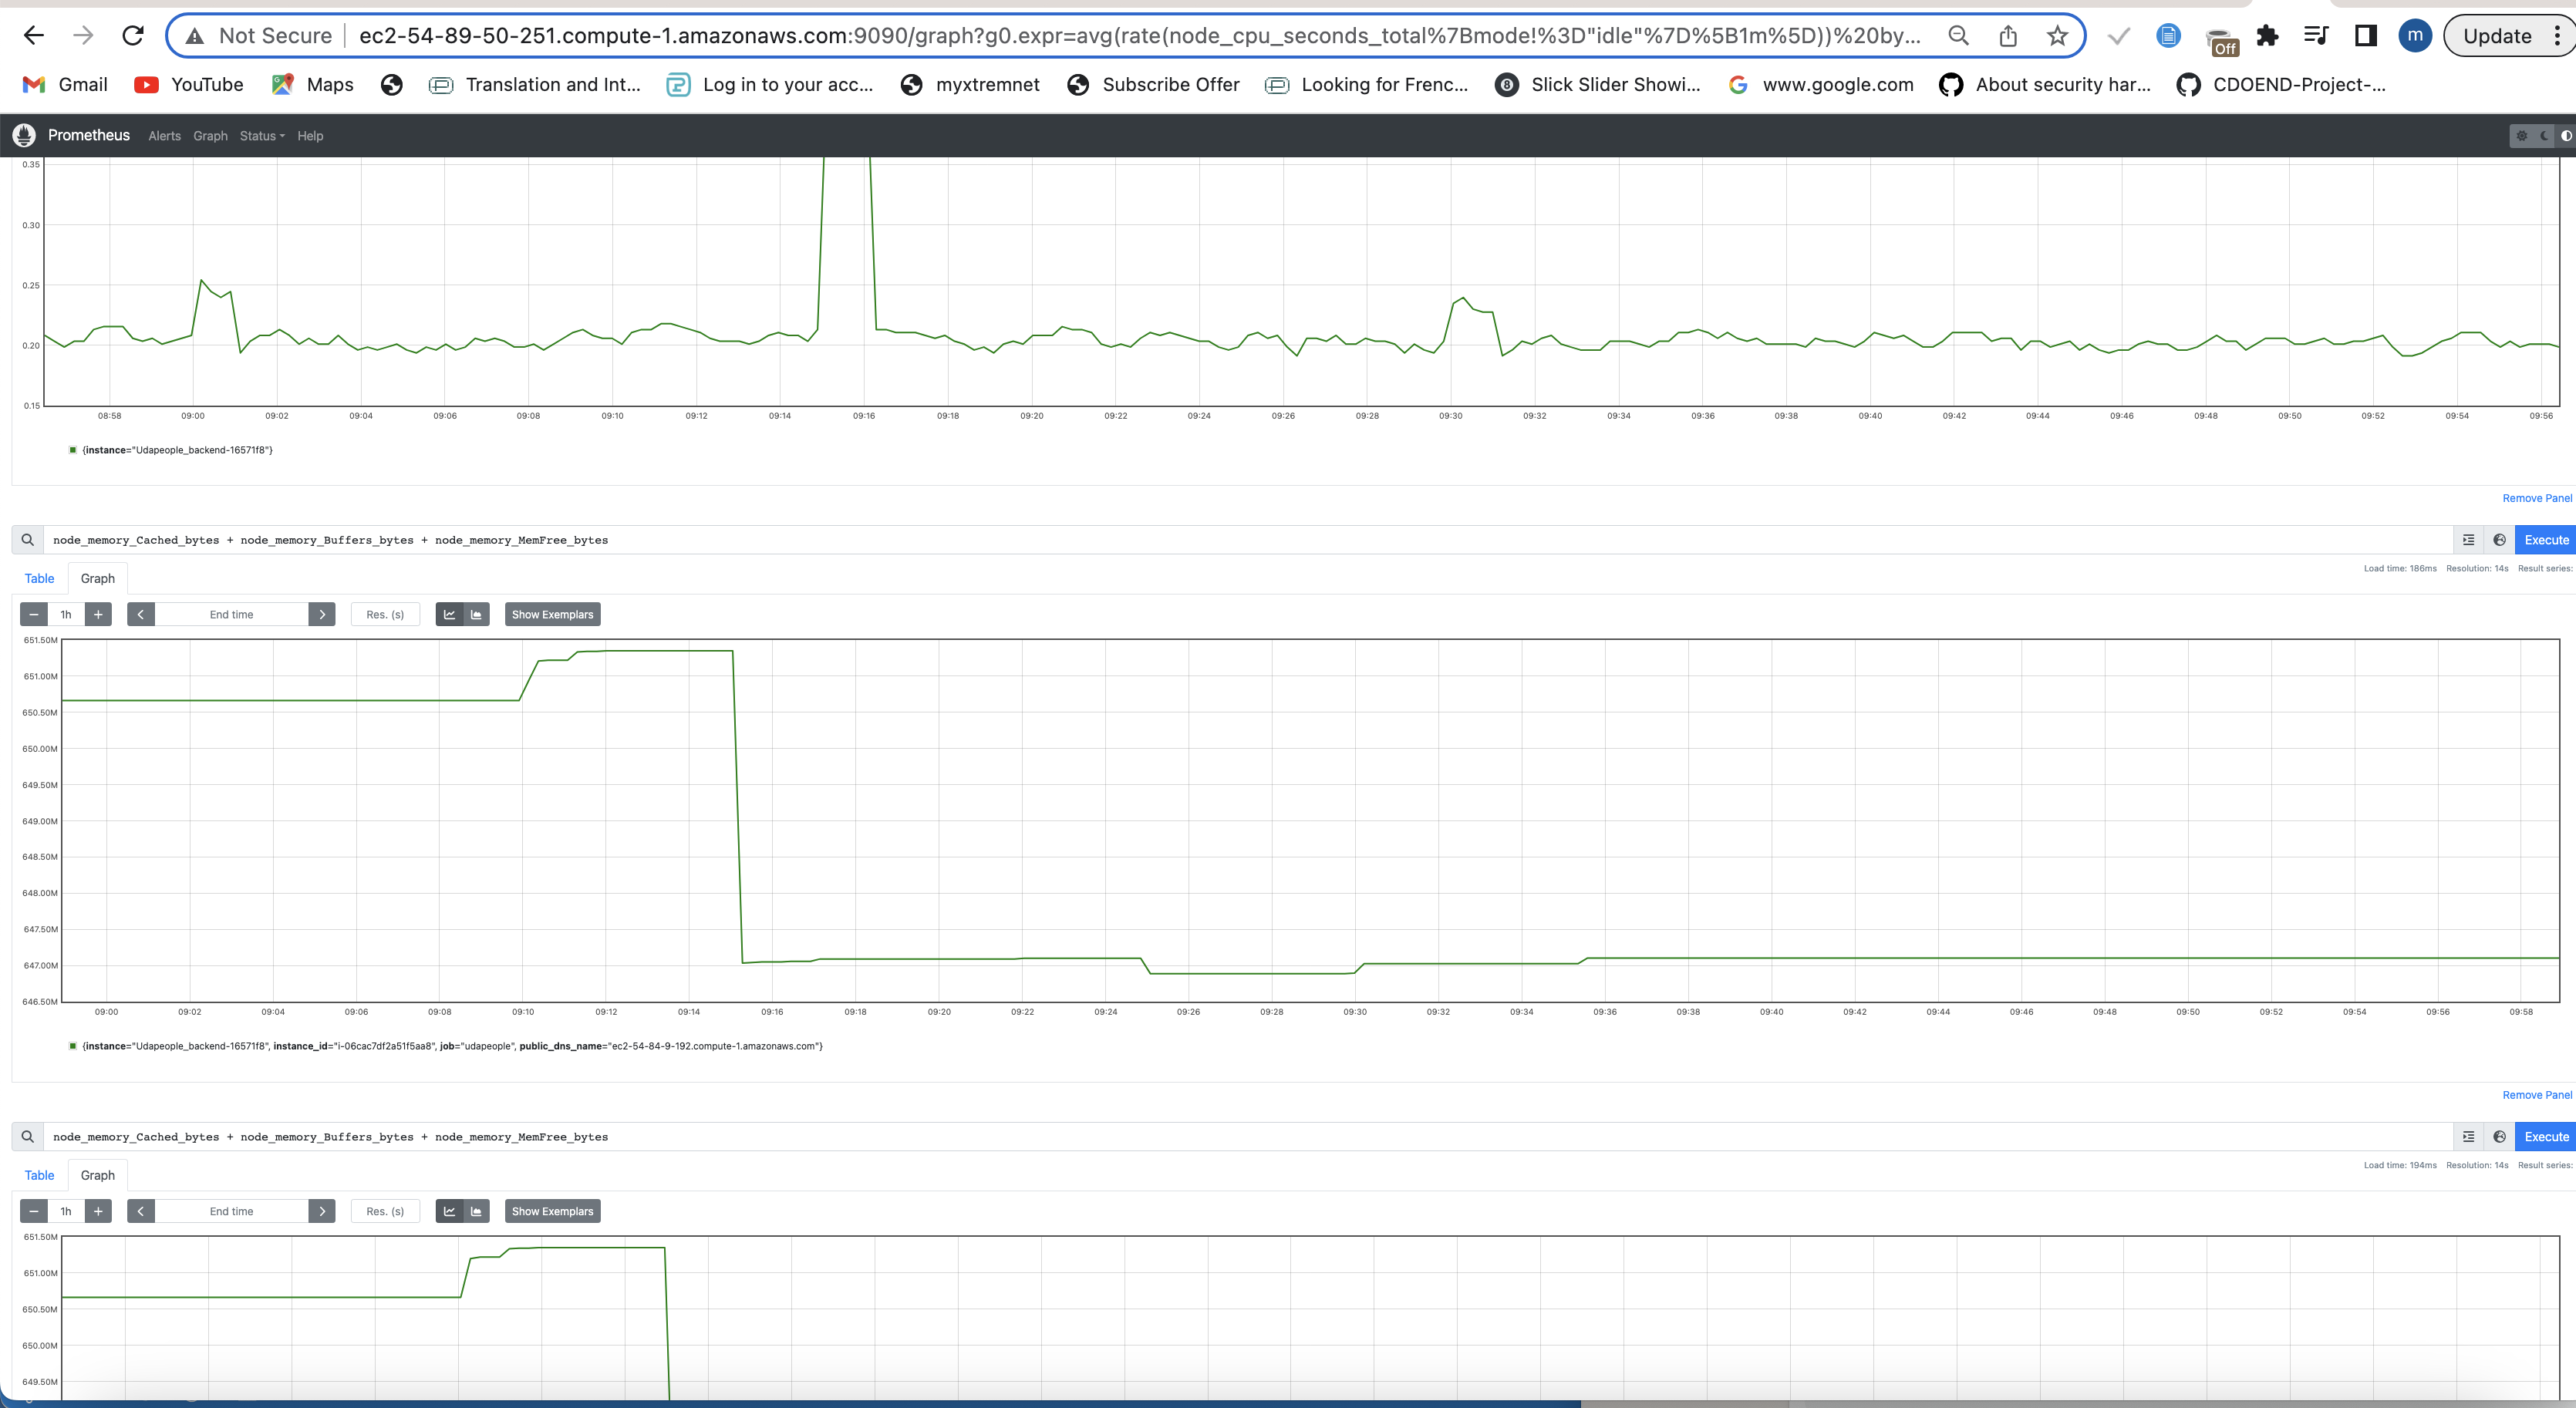 Not Secure ec2-54-89-50-251.compute-1.amazonaws.com:9090/graph?g0.expr=avg(rate(node_cpu_seconds_total%7Bmode!%3D"idle"%7D%5B1m%5D))%20by... Off m Update
Gmail YouTube Maps Translation and Int... Log in to your acc... myxtremnet Subscribe Offer Looking for Frenc... Slick Slider Showi... www.google.com About security har... CDOEND-Project-...
Prometheus Alerts Graph Status Help
0.35
0.30
0.25
0.20
0.15
08:58 09:00 09:02 09:04 09:06 09:08 09:10 09:12 09:14 09:16 09:18 09:20 09:22 09:24 09:26 09:28 09:30 09:32 09:34 09:36 09:38 09:40 09:42 09:44 09:46 09:48 09:50 09:52 09:54 09:56
{instance="Udapeople_backend-16571f8"}
Remove Panel
node_memory_Cached_bytes + node_memory_Buffers_bytes + node_memory_MemFree_bytes Execute
Table Graph Load time: 186ms Resolution: 14s Result series:
− 1h + End time Res. (s) Show Exemplars
651.50M
651.00M
650.50M
650.00M
649.50M
649.00M
648.50M
648.00M
647.50M
647.00M
646.50M
09:00 09:02 09:04 09:06 09:08 09:10 09:12 09:14 09:16 09:18 09:20 09:22 09:24 09:26 09:28 09:30 09:32 09:34 09:36 09:38 09:40 09:42 09:44 09:46 09:48 09:50 09:52 09:54 09:56 09:58
{instance="Udapeople_backend-16571f8", instance_id="i-06cac7df2a51f5aa8", job="udapeople", public_dns_name="ec2-54-84-9-192.compute-1.amazonaws.com"}
Remove Panel
node_memory_Cached_bytes + node_memory_Buffers_bytes + node_memory_MemFree_bytes Execute
Table Graph Load time: 194ms Resolution: 14s Result series:
− 1h + End time Res. (s) Show Exemplars
651.50M
651.00M
650.50M
650.00M
649.50M